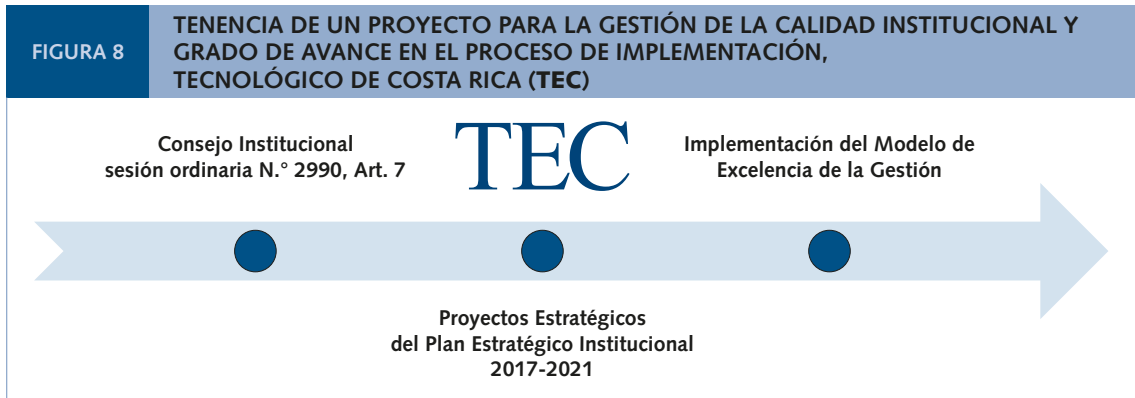 FIGURA 8
TENENCIA DE UN PROYECTO PARA LA GESTIÓN DE LA CALIDAD INSTITUCIONAL Y
GRADO DE AVANCE EN EL PROCESO DE IMPLEMENTACIÓN,
TECNOLÓGICO DE COSTA RICA (TEC)
Consejo Institucional
sesión ordinaria N.° 2990, Art. 7
TEC
Implementación del Modelo de
Excelencia de la Gestión
Proyectos Estratégicos
del Plan Estratégico Institucional
2017-2021